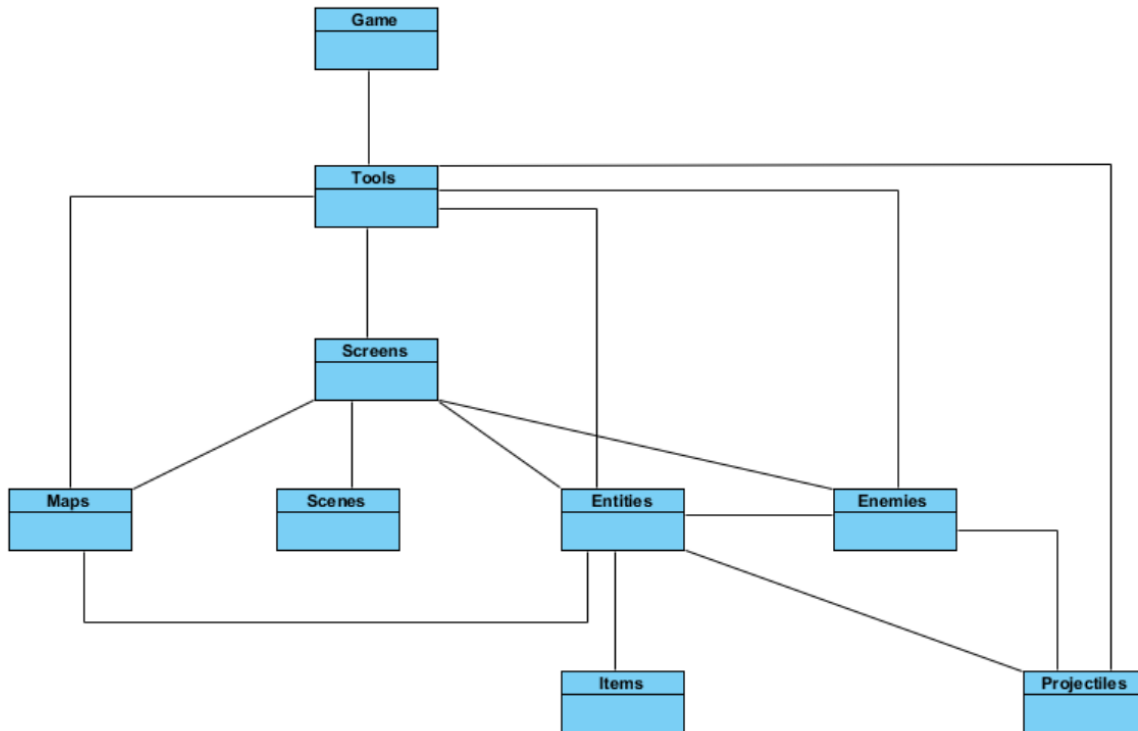 Game
Tools
Screens
Maps
Scenes
Entities
Enemies
Items
Projectiles